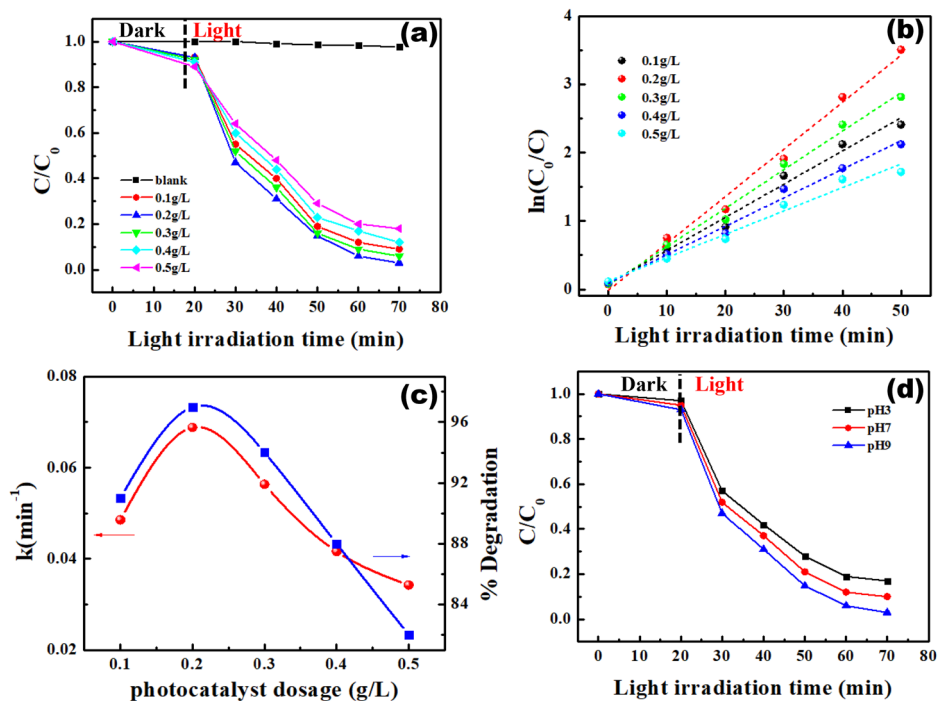 (a)
Dark Light
1.0
0.8
0.6
0.4
0.2
0.0
C/C0
blank
0.1g/L
0.2g/L
0.3g/L
0.4g/L
0.5g/L
0 10 20 30 40 50 60 70 80
Light irradiation time (min)
(b)
4
3
2
1
0
ln(C0/C)
0.1g/L
0.2g/L
0.3g/L
0.4g/L
0.5g/L
0 10 20 30 40 50
Light irradiation time (min)
(c)
0.08
0.06
0.04
0.02
k(min-1)
96
92
88
84
% Degradation
0.1 0.2 0.3 0.4 0.5
photocatalyst dosage (g/L)
(d)
Dark Light
1.0
0.8
0.6
0.4
0.2
0.0
C/C0
pH3
pH7
pH9
0 10 20 30 40 50 60 70 80
Light irradiation time (min)